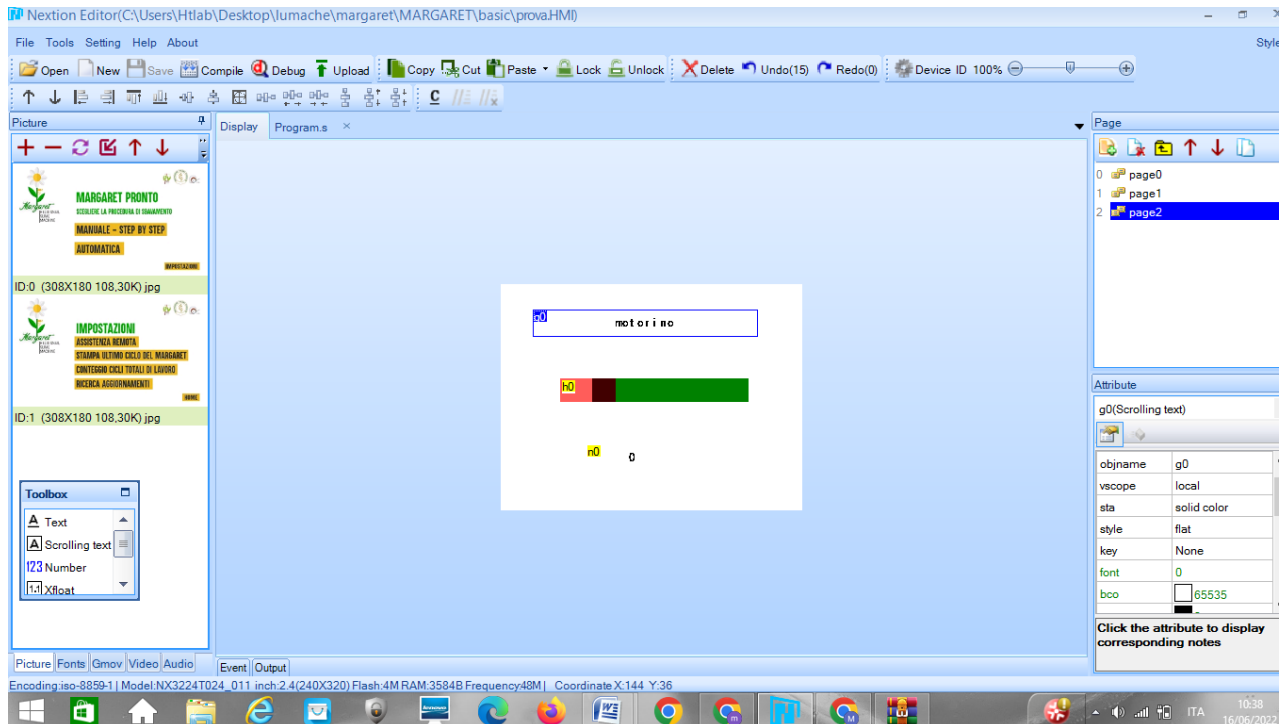 Nextion Editor(C:\Users\Htlab\Desktop\lumache\margaret\MARGARET\basic\prova.HMI)
File Tools Setting Help About
Style
Open New Save Compile Debug Upload Copy Cut Paste Lock Unlock Delete Undo(15) Redo(0) Device ID 100%
Picture
Display Program.s
Page
Margaret
MARGARET PRONTO
SCEGLIERE LA PROCEDURA DI SBAVAMENTO
MANUALE - STEP BY STEP
AUTOMATICA
IMPOSTAZIONI
ID:0 (308X180 108,30K) jpg
Margaret
IMPOSTAZIONI
ASSISTENZA REMOTA
STAMPA ULTIMO CICLO DEL MARGARET
CONTEGGIO CICLI TOTALI DI LAVORO
RICERCA AGGIORNAMENTI
HOME
ID:1 (308X180 108,30K) jpg
Toolbox
A Text
A Scrolling text
123 Number
1.1 Xfloat
Picture Fonts Gmov Video Audio
g0
motorino
h0
n0
0
Event Output
0 page0
1 page1
2 page2
Attribute
g0(Scrolling text)
objname g0
vscope local
sta solid color
style flat
key None
font 0
bco 65535
Click the attribute to display
corresponding notes
Encoding:iso-8859-1 | Model:NX3224T024_011 inch:2.4(240X320) Flash:4M RAM:3584B Frequency:48M | Coordinate X:144 Y:36
ITA
10:38